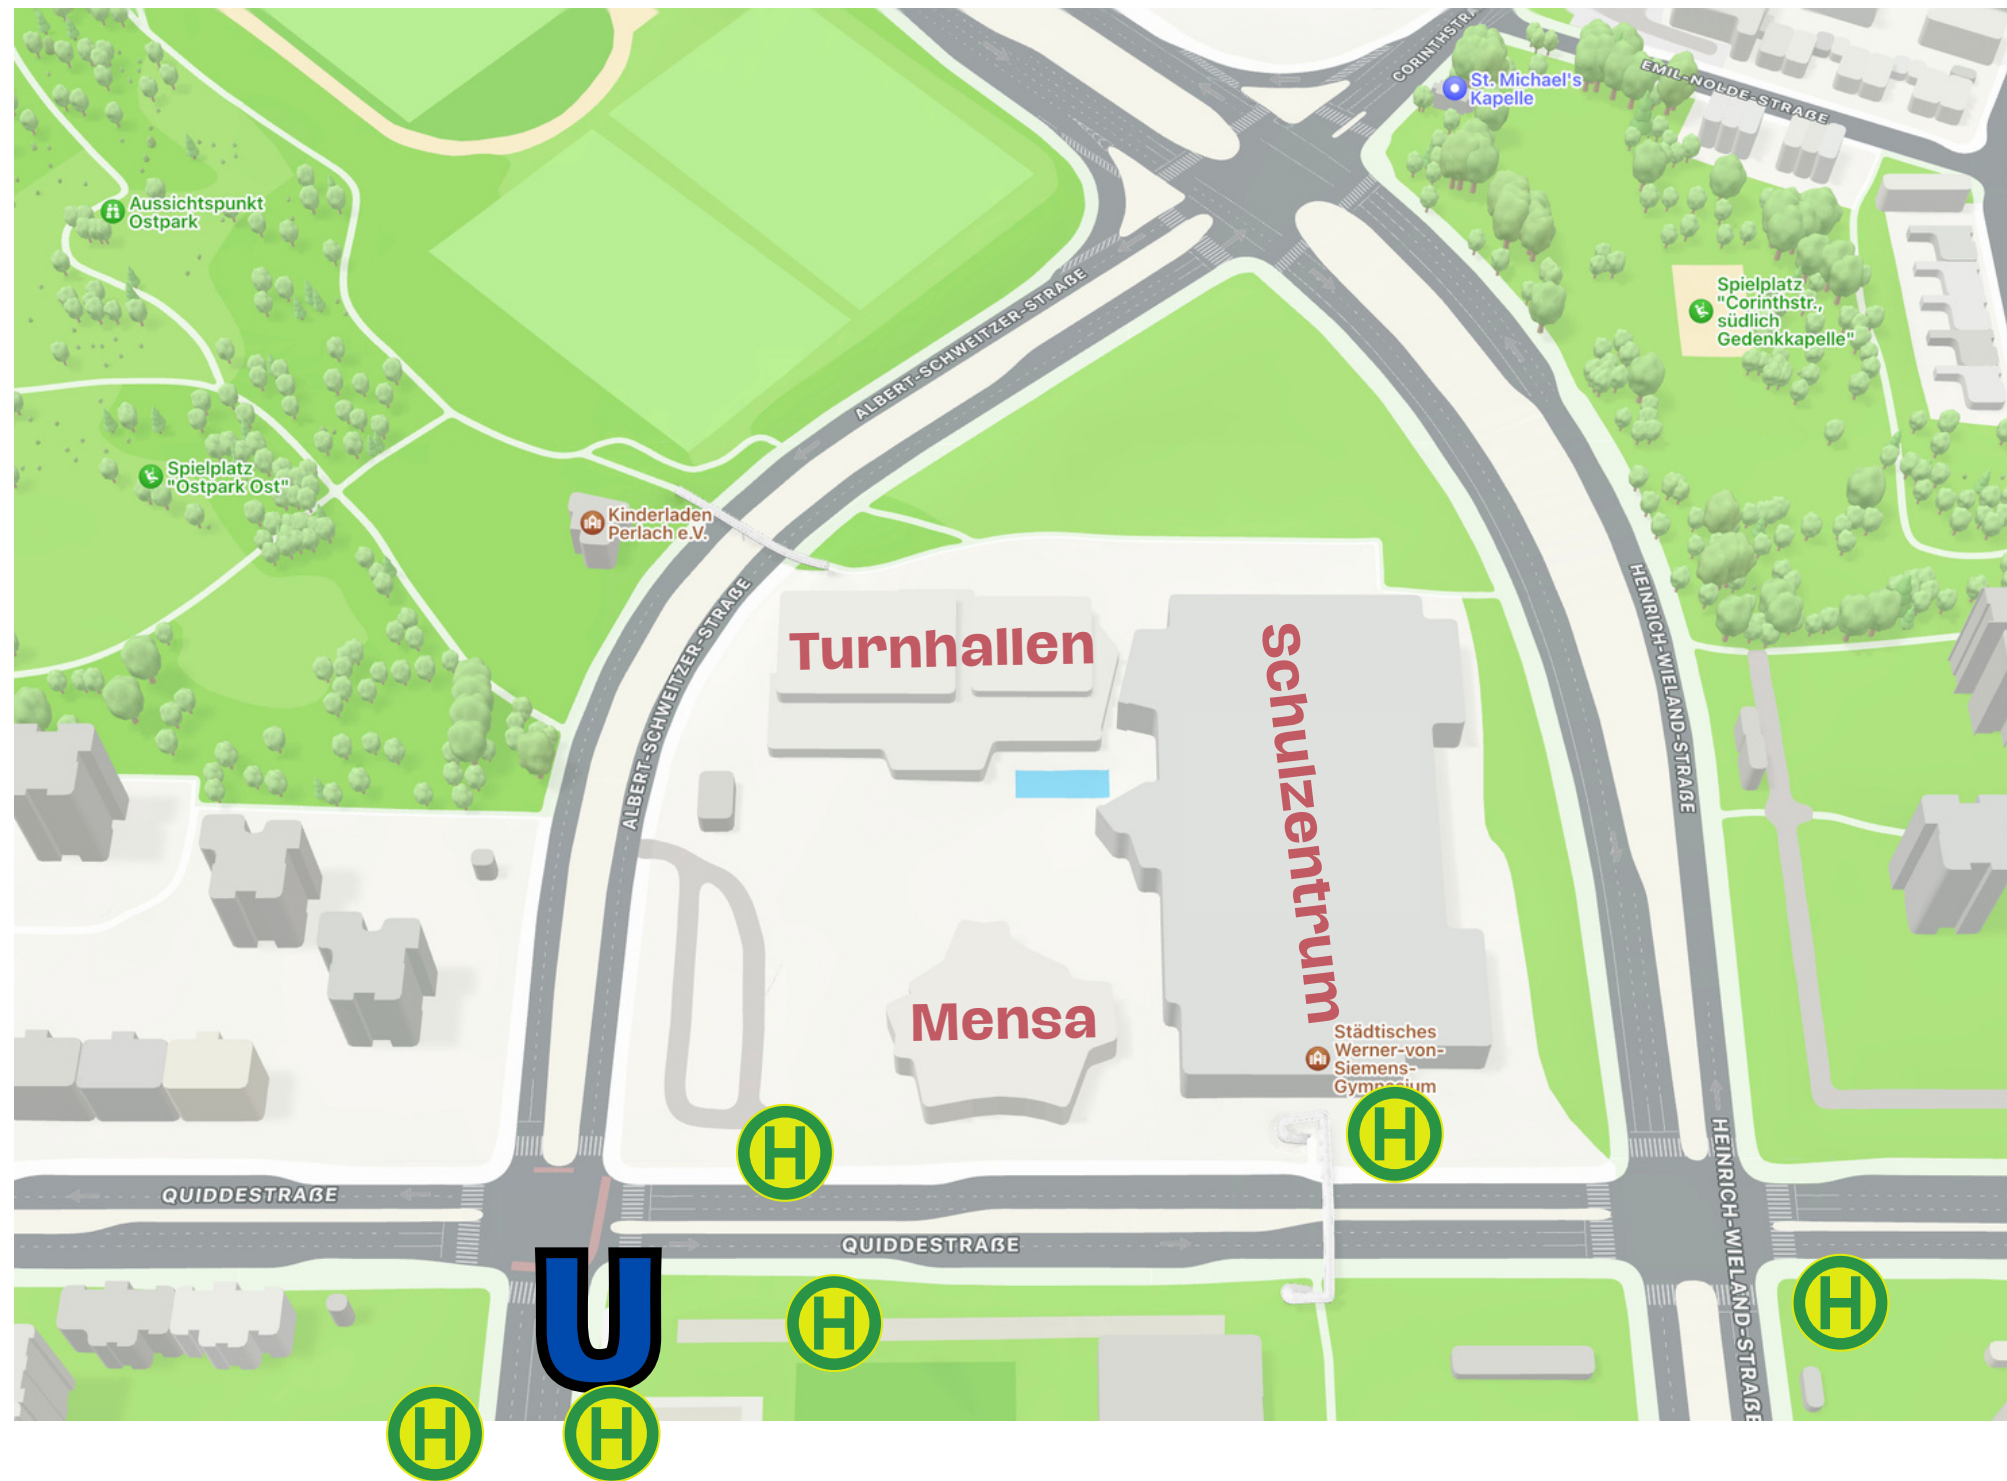 CORINTHSTRA
St. Michael's
Kapelle
EMIL-NOLDE-STRAẞE
Aussichtspunkt
Ostpark
Spielplatz
"Corinthstr.,
südlich
Gedenkkapelle"
ALBERT-SCHWEITZER-STRAẞE
Spielplatz
"Ostpark Ost"
Kinderladen
Perlach e.V.
HEINRICH-WIELAND-STRAẞE
ALBERT-SCHWEITZER-STRAẞE
Turnhallen
Schulzentrum
Mensa
Städtisches
Werner-von-
Siemens-
Gymnasium
H
H
HEINRICH-WIELAND-STRAẞE
QUIDDESTRAẞE
QUIDDESTRAẞE
U
H
H
H
H